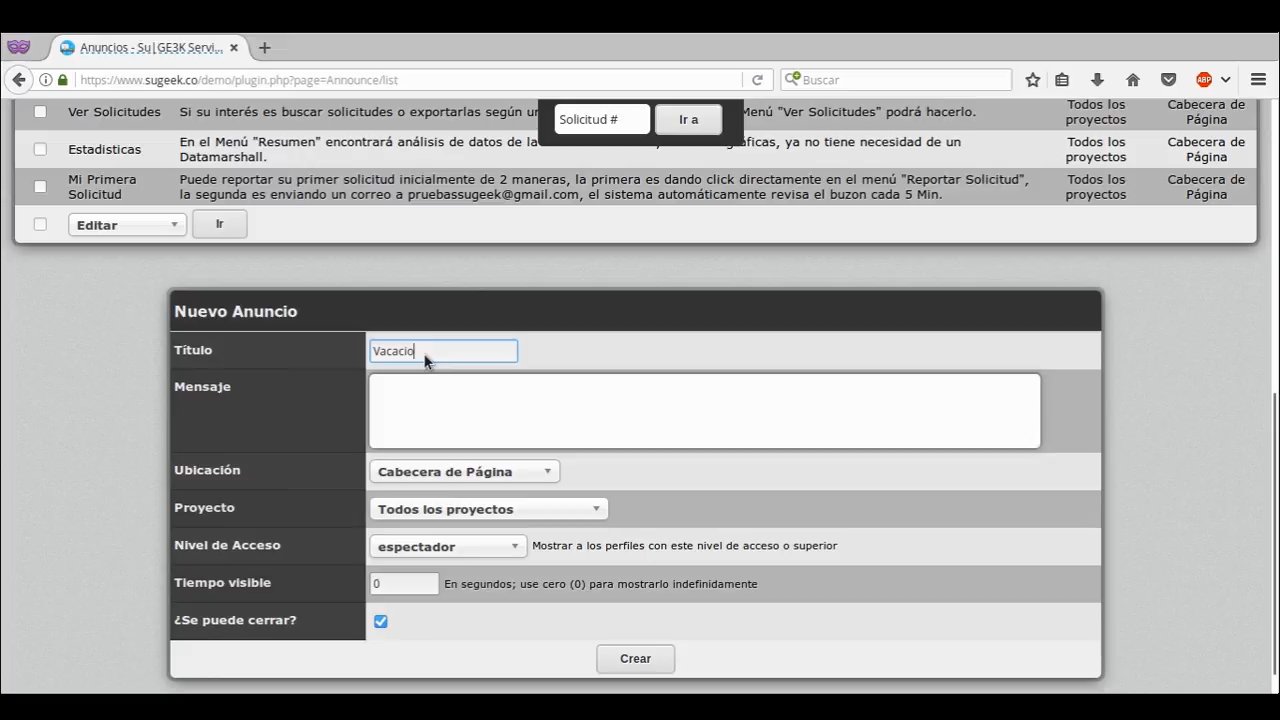 Anuncios - Su|GE3K Servi...
https://www.sugeek.co/demo/plugin.php?page=Announce/list
Buscar
ABP
Solicitud #
Ir a
Ver Solicitudes
Si su interés es buscar solicitudes o exportarlas según un
Menú "Ver Solicitudes" podrá hacerlo.
Todos los
proyectos
Cabecera de
Página
Estadisticas
En el Menú "Resumen" encontrará análisis de datos de la
áficas, ya no tiene necesidad de un
Datamarshall.
Todos los
proyectos
Cabecera de
Página
Mi Primera
Solicitud
Puede reportar su primer solicitud inicialmente de 2 maneras, la primera es dando click directamente en el menú "Reportar Solicitud",
la segunda es enviando un correo a pruebassugeek@gmail.com, el sistema automáticamente revisa el buzon cada 5 Min.
Todos los
proyectos
Cabecera de
Página
Editar
Ir
Nuevo Anuncio
Título
Vacacio
Mensaje
Ubicación
Cabecera de Página
Proyecto
Todos los proyectos
Nivel de Acceso
espectador
Mostrar a los perfiles con este nivel de acceso o superior
Tiempo visible
0
En segundos; use cero (0) para mostrarlo indefinidamente
¿Se puede cerrar?
Crear